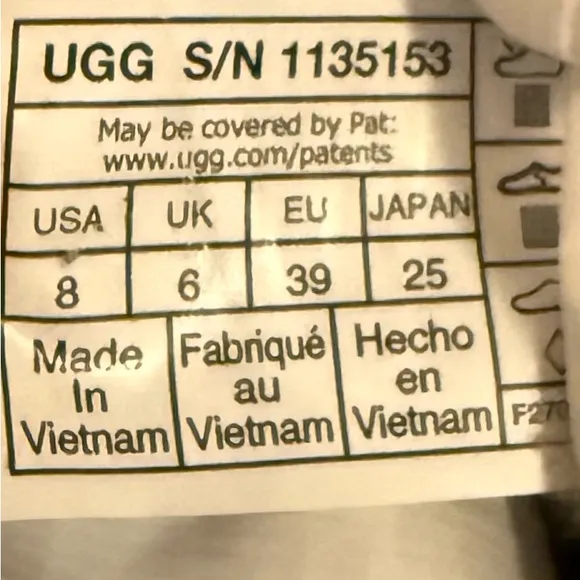 UGG S/N 1135153
May be covered by Pat:
www.ugg.com/patents
USA UK EU JAPAN
8 6 39 25
Made
In
Vietnam
Fabriqué
au
Vietnam
Hecho
en
Vietnam